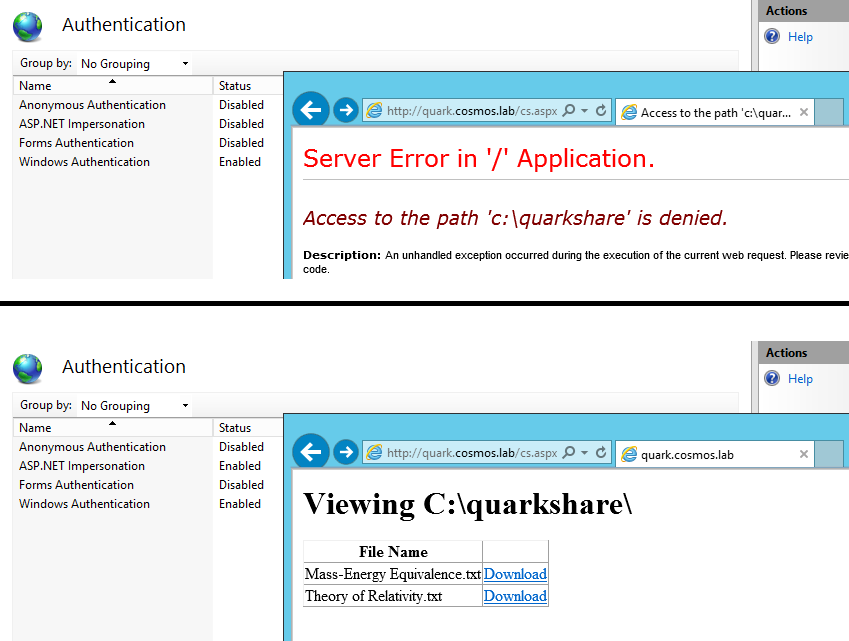 Authentication
Actions
Help
Group by: No Grouping
Name Status
Anonymous Authentication Disabled
ASP.NET Impersonation Disabled
Forms Authentication Disabled
Windows Authentication Enabled
http://quark.cosmos.lab/cs.aspx
Access to the path 'c:\quar...
Server Error in '/' Application.
Access to the path 'c:\quarkshare' is denied.
Description: An unhandled exception occurred during the execution of the current web request. Please revie
code.
Authentication
Actions
Help
Group by: No Grouping
Name Status
Anonymous Authentication Disabled
ASP.NET Impersonation Enabled
Forms Authentication Disabled
Windows Authentication Enabled
http://quark.cosmos.lab/cs.aspx
quark.cosmos.lab
Viewing C:\quarkshare\
File Name
Mass-Energy Equivalence.txt Download
Theory of Relativity.txt Download